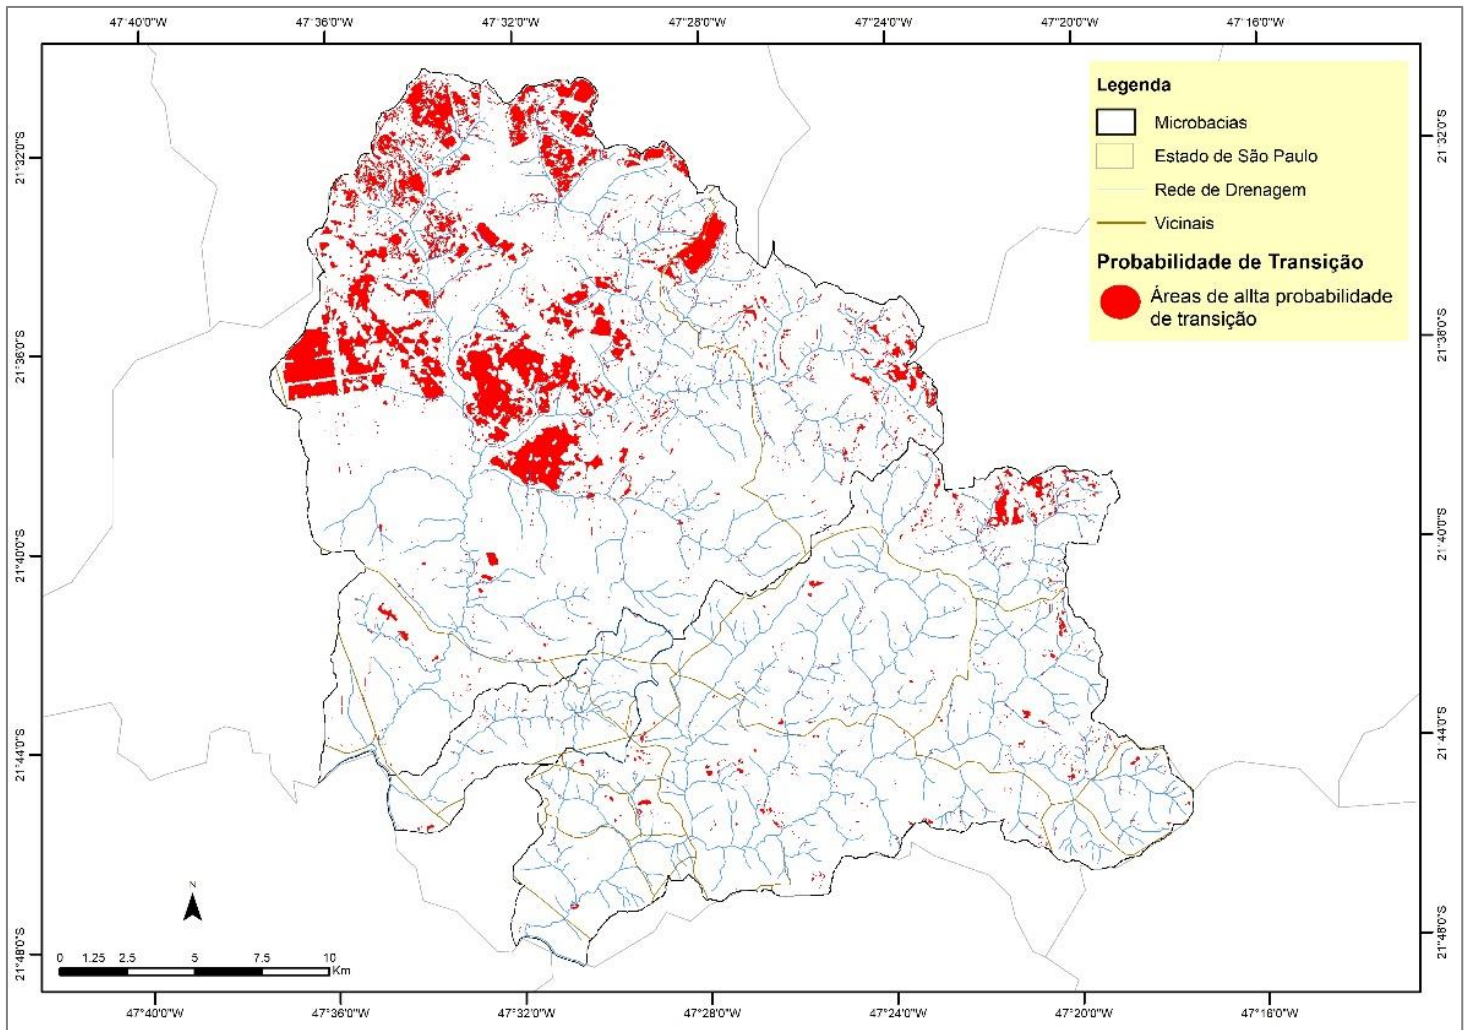 47°40'0"W 47°36'0"W 47°32'0"W 47°28'0"W 47°24'0"W 47°20'0"W 47°16'0"W
Legenda
Microbacias
Estado de São Paulo
Rede de Drenagem
Vicinais
Probabilidade de Transição
Áreas de allta probabilidade
de transição
21°32'0"S
21°36'0"S
21°40'0"S
21°44'0"S
21°48'0"S
21°32'0"S
21°36'0"S
21°40'0"S
21°44'0"S
21°48'0"S
N
0 1.25 2.5 5 7.5 10
Km
47°40'0"W 47°36'0"W 47°32'0"W 47°28'0"W 47°24'0"W 47°20'0"W 47°16'0"W